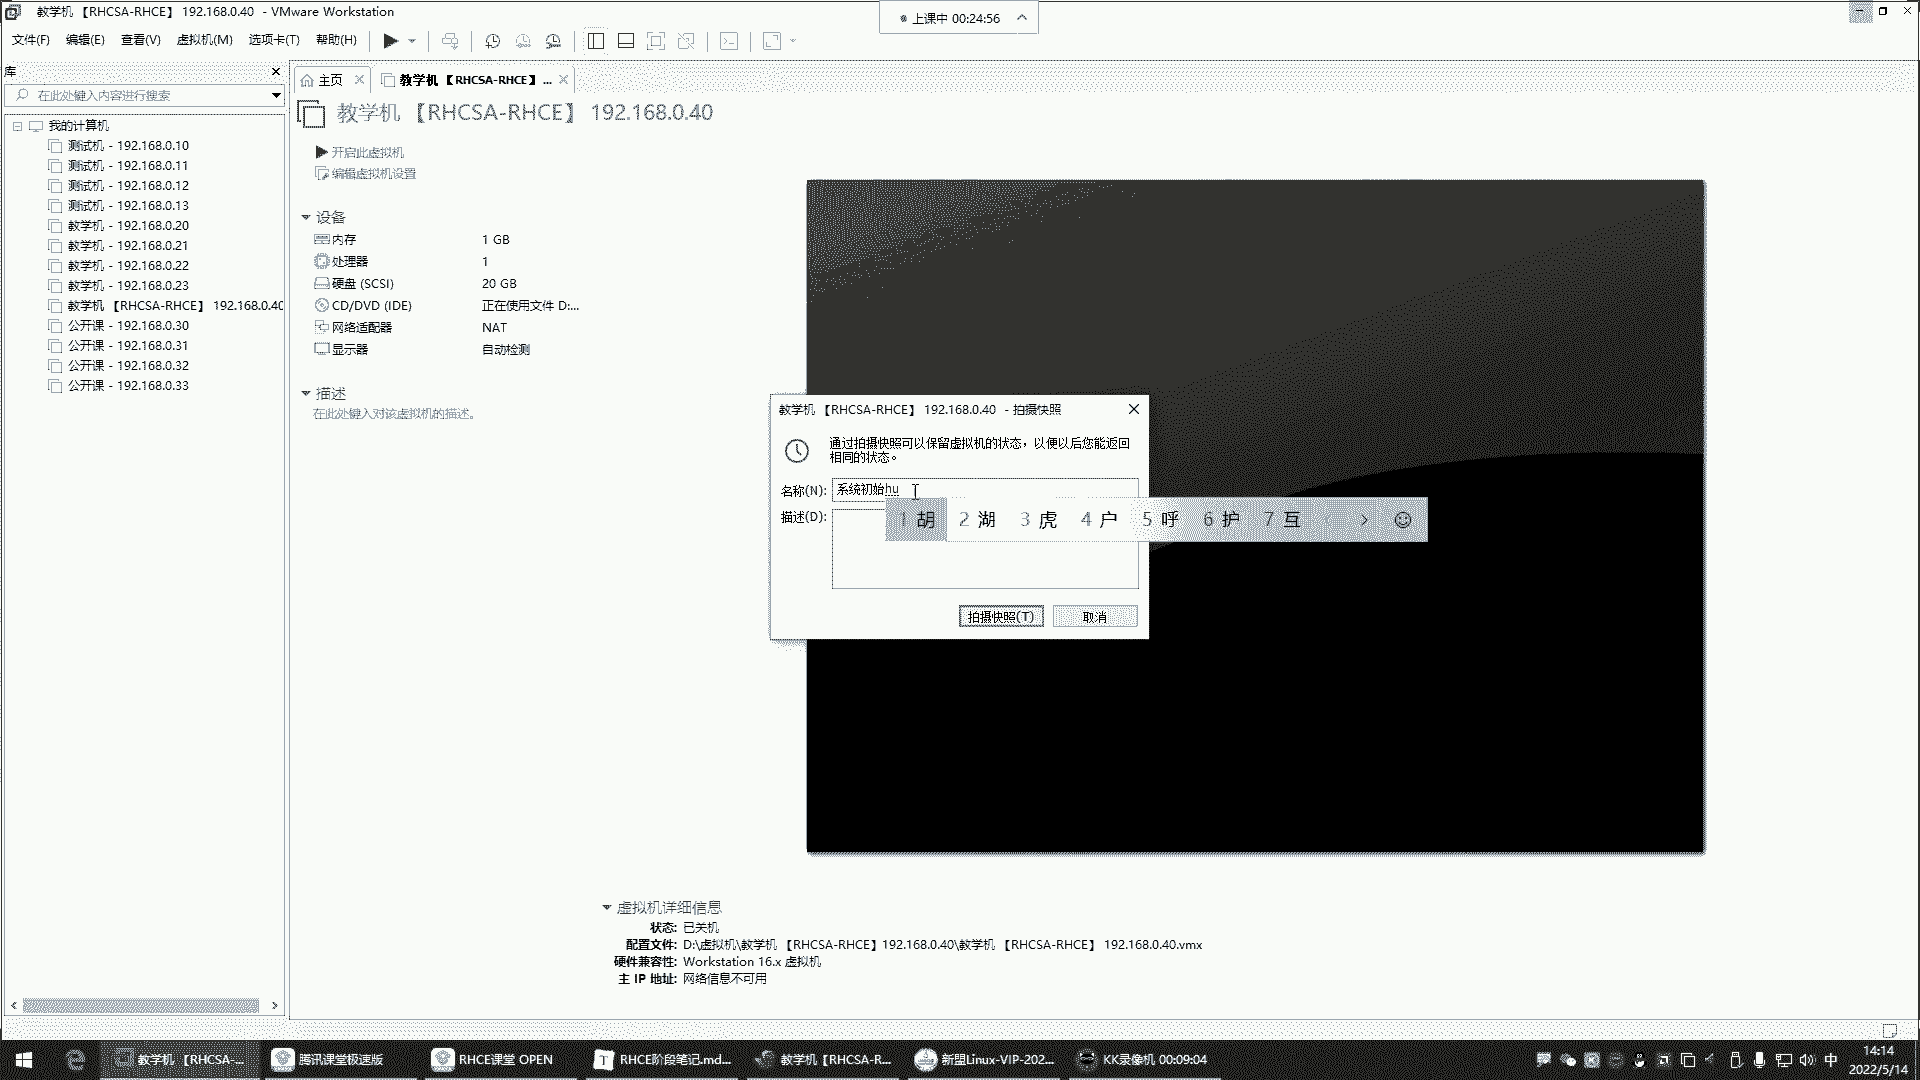 教学机 【RHCSA-RHCE】 192.168.0.40 - VMware Workstation
上课中 00:24:56
文件(F) 编辑(E) 查看(V) 虚拟机(M) 选项卡(T) 帮助(H)
库
在此处键入内容进行搜索
我的计算机
测试机 - 192.168.0.10
测试机 - 192.168.0.11
测试机 - 192.168.0.12
测试机 - 192.168.0.13
教学机 - 192.168.0.20
教学机 - 192.168.0.21
教学机 - 192.168.0.22
教学机 - 192.168.0.23
教学机 【RHCSA-RHCE】 192.168.0.40
公开课 - 192.168.0.30
公开课 - 192.168.0.31
公开课 - 192.168.0.32
公开课 - 192.168.0.33
主页 教学机 【RHCSA-RHCE】 ...
教学机 【RHCSA-RHCE】 192.168.0.40
开启此虚拟机
编辑虚拟机设置
设备
内存 1 GB
处理器 1
硬盘 (SCSI) 20 GB
CD/DVD (IDE) 正在使用文件 D:...
网络适配器 NAT
显示器 自动检测
描述
在此处键入对该虚拟机的描述。
教学机 【RHCSA-RHCE】 192.168.0.40 - 拍摄快照
通过拍摄快照可以保留虚拟机的状态，以便以后您能返回
相同的状态。
名称(N): 系统初始hu
描述(D):
1 胡 2 湖 3 虎 4 户 5 呼 6 护 7 互
拍摄快照(T) 取消
虚拟机详细信息
状态: 已关机
配置文件: D:\虚拟机\教学机 【RHCSA-RHCE】192.168.0.40\教学机 【RHCSA-RHCE】 192.168.0.40.vmx
硬件兼容性: Workstation 16.x 虚拟机
主 IP 地址: 网络信息不可用
教学机 【RHCSA-... 腾讯课堂极速版 RHCE课堂 OPEN RHCE阶段笔记.md... 教学机【RHCSA-R... 新盟Linux-VIP-202... KK录像机 00:09:04 中
14:14
2022/5/14